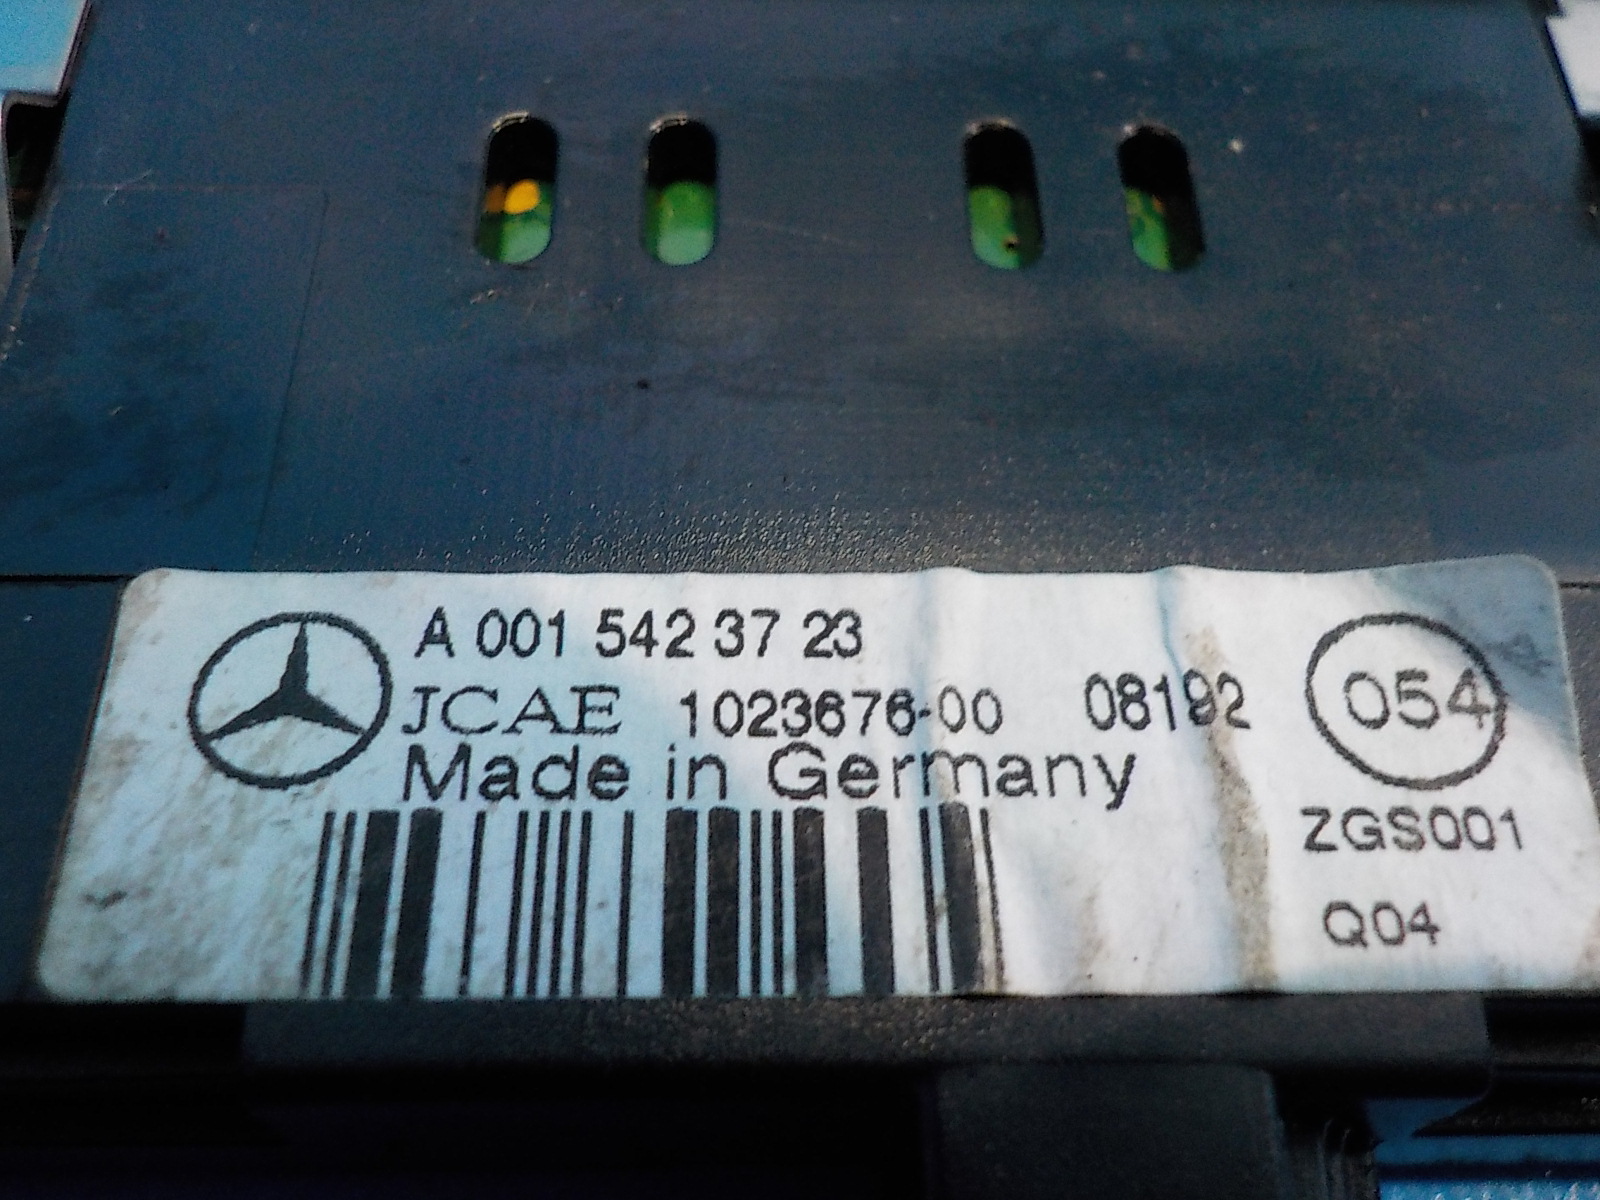 A 001 542 37 23
JCAE 1023676-00 08192
054
Made in Germany
ZGS001
Q04